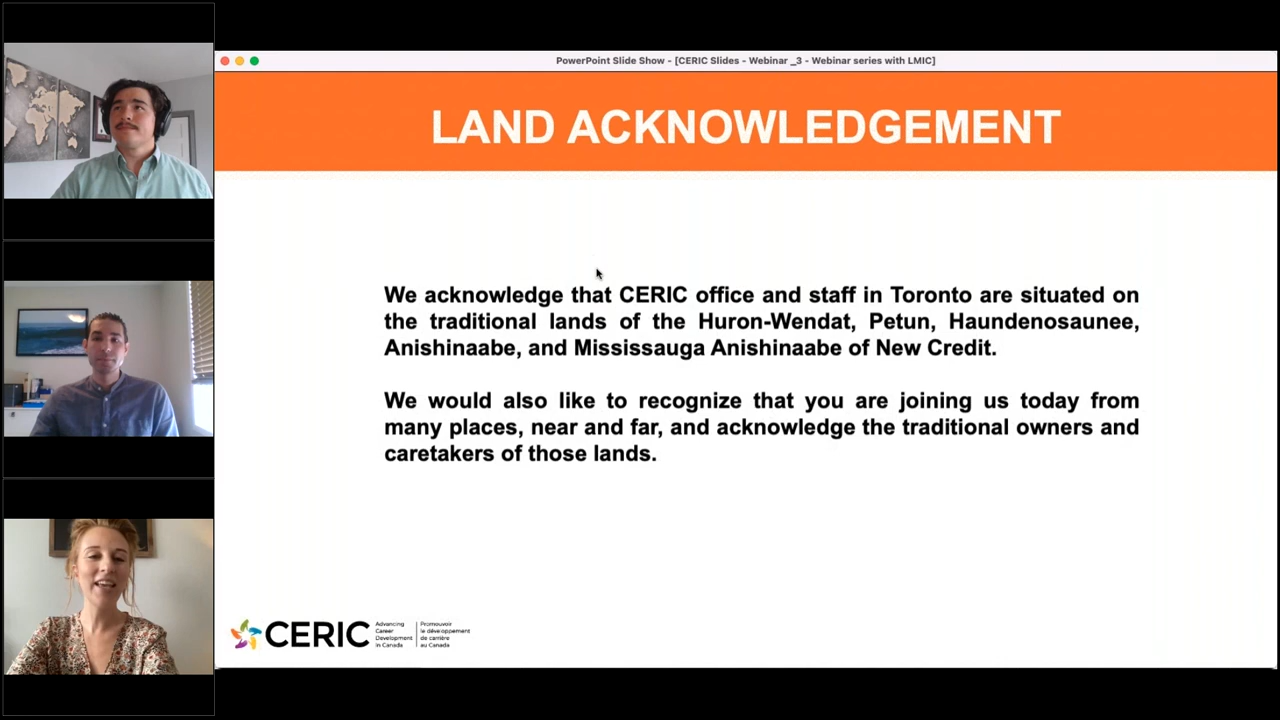 PowerPoint Slide Show - [CERIC Slides - Webinar _3 - Webinar series with LMIC]
LAND ACKNOWLEDGEMENT
We acknowledge that CERIC office and staff in Toronto are situated on
the traditional lands of the Huron-Wendat, Petun, Haundenosaunee,
Anishinaabe, and Mississauga Anishinaabe of New Credit.
We would also like to recognize that you are joining us today from
many places, near and far, and acknowledge the traditional owners and
caretakers of those lands.
CERIC
Advancing
Career
Development
in Canada
Promouvoir
le développement
de carrière
au Canada